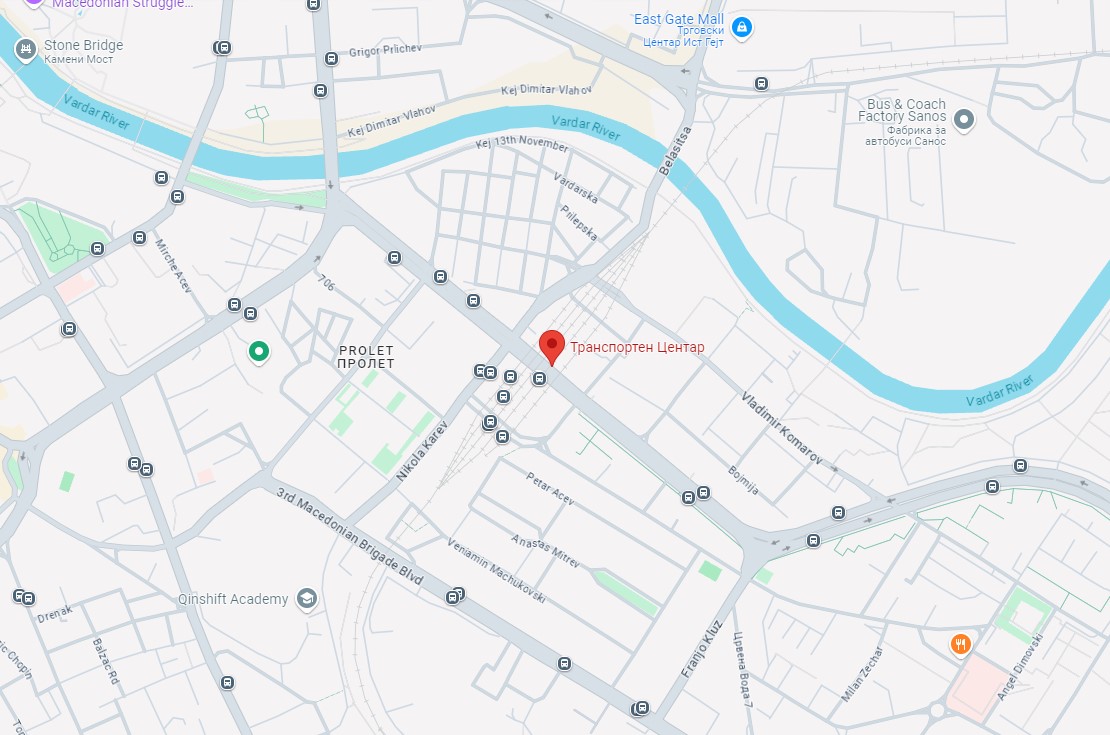 Macedonian Struggle...
East Gate Mall
Трговски
Центар Ист Гејт
Stone Bridge
Камени Мост
Grigor Prlichev
Kej Dimitar Vlahov
Kej Dimitar Vlahov
Vardar River
Vardar River
Bus & Coach
Factory Sanos
Фабрика за
автобуси Санос
Kej 13th November
Belasitsa
Vardarska
Prilepska
Mirche Acev
706
PROLET
ПРОЛЕТ
Транспортен Центар
Vardar River
Vladimir Komarov
Nikola Karev
Bojmija
Petar Acev
3rd Macedonian Brigade Blvd
Anastas Mitrev
Veniamin Machukovski
Qinshift Academy
Drenak
Balzac Rd
ic Chopin
Franjo Kluz
Црвена Вода 7
Milan Zechar
Angel Dimovski